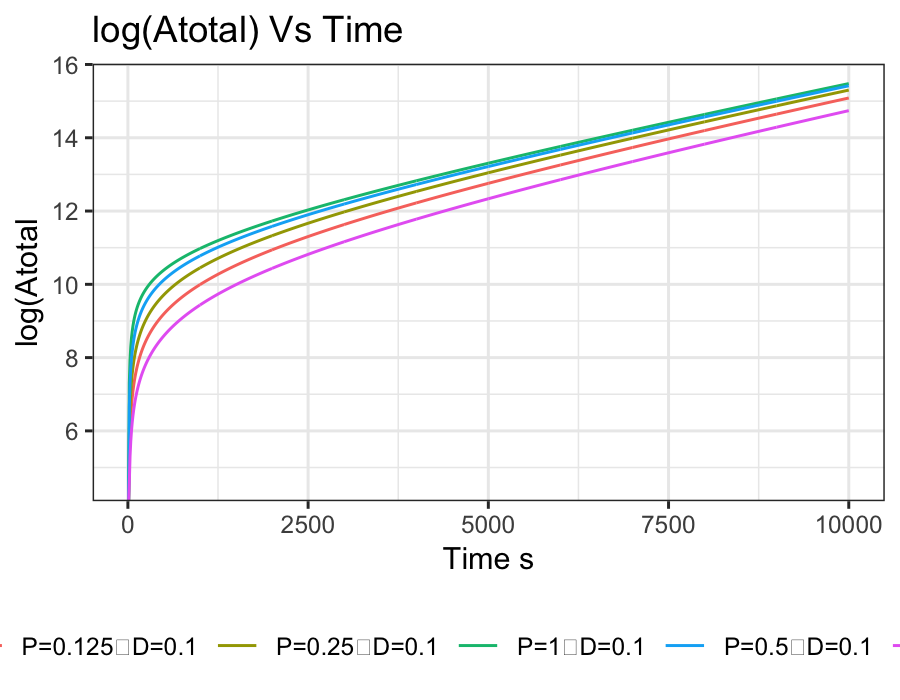 log(Atotal) Vs Time
16
14
12
10
8
6
log(Atotal
0 2500 5000 7500 10000
Time s
P=0.125□D=0.1 P=0.25□D=0.1 P=1□D=0.1 P=0.5□D=0.1